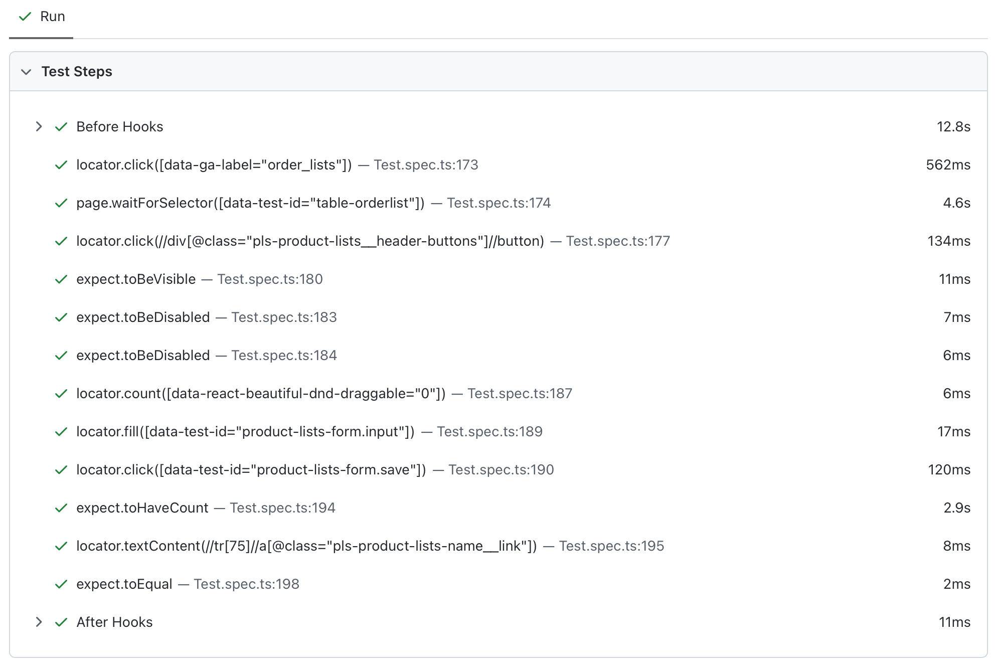 Run
Test Steps
Before Hooks 12.8s
locator.click([data-ga-label="order_lists"]) — Test.spec.ts:173 562ms
page.waitForSelector([data-test-id="table-orderlist"]) — Test.spec.ts:174 4.6s
locator.click(//div[@class="pls-product-lists__header-buttons"]//button) — Test.spec.ts:177 134ms
expect.toBeVisible — Test.spec.ts:180 11ms
expect.toBeDisabled — Test.spec.ts:183 7ms
expect.toBeDisabled — Test.spec.ts:184 6ms
locator.count([data-react-beautiful-dnd-draggable="0"]) — Test.spec.ts:187 6ms
locator.fill([data-test-id="product-lists-form.input"]) — Test.spec.ts:189 17ms
locator.click([data-test-id="product-lists-form.save"]) — Test.spec.ts:190 120ms
expect.toHaveCount — Test.spec.ts:194 2.9s
locator.textContent(//tr[75]//a[@class="pls-product-lists-name__link"]) — Test.spec.ts:195 8ms
expect.toEqual — Test.spec.ts:198 2ms
After Hooks 11ms